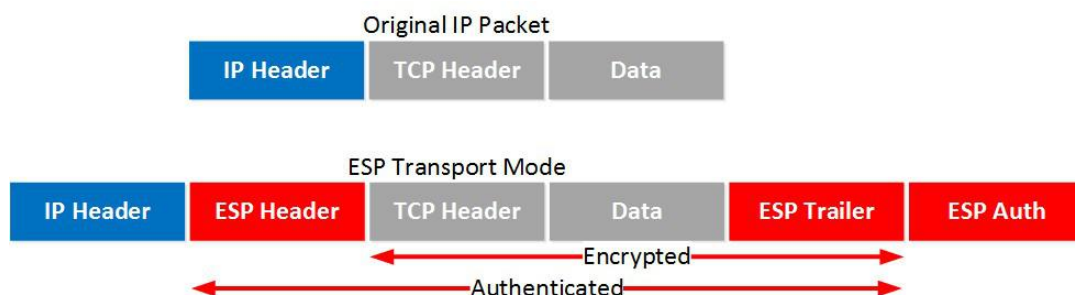 Original IP Packet
IP Header TCP Header Data
ESP Transport Mode
IP Header ESP Header TCP Header Data ESP Trailer ESP Auth
Encrypted
Authenticated